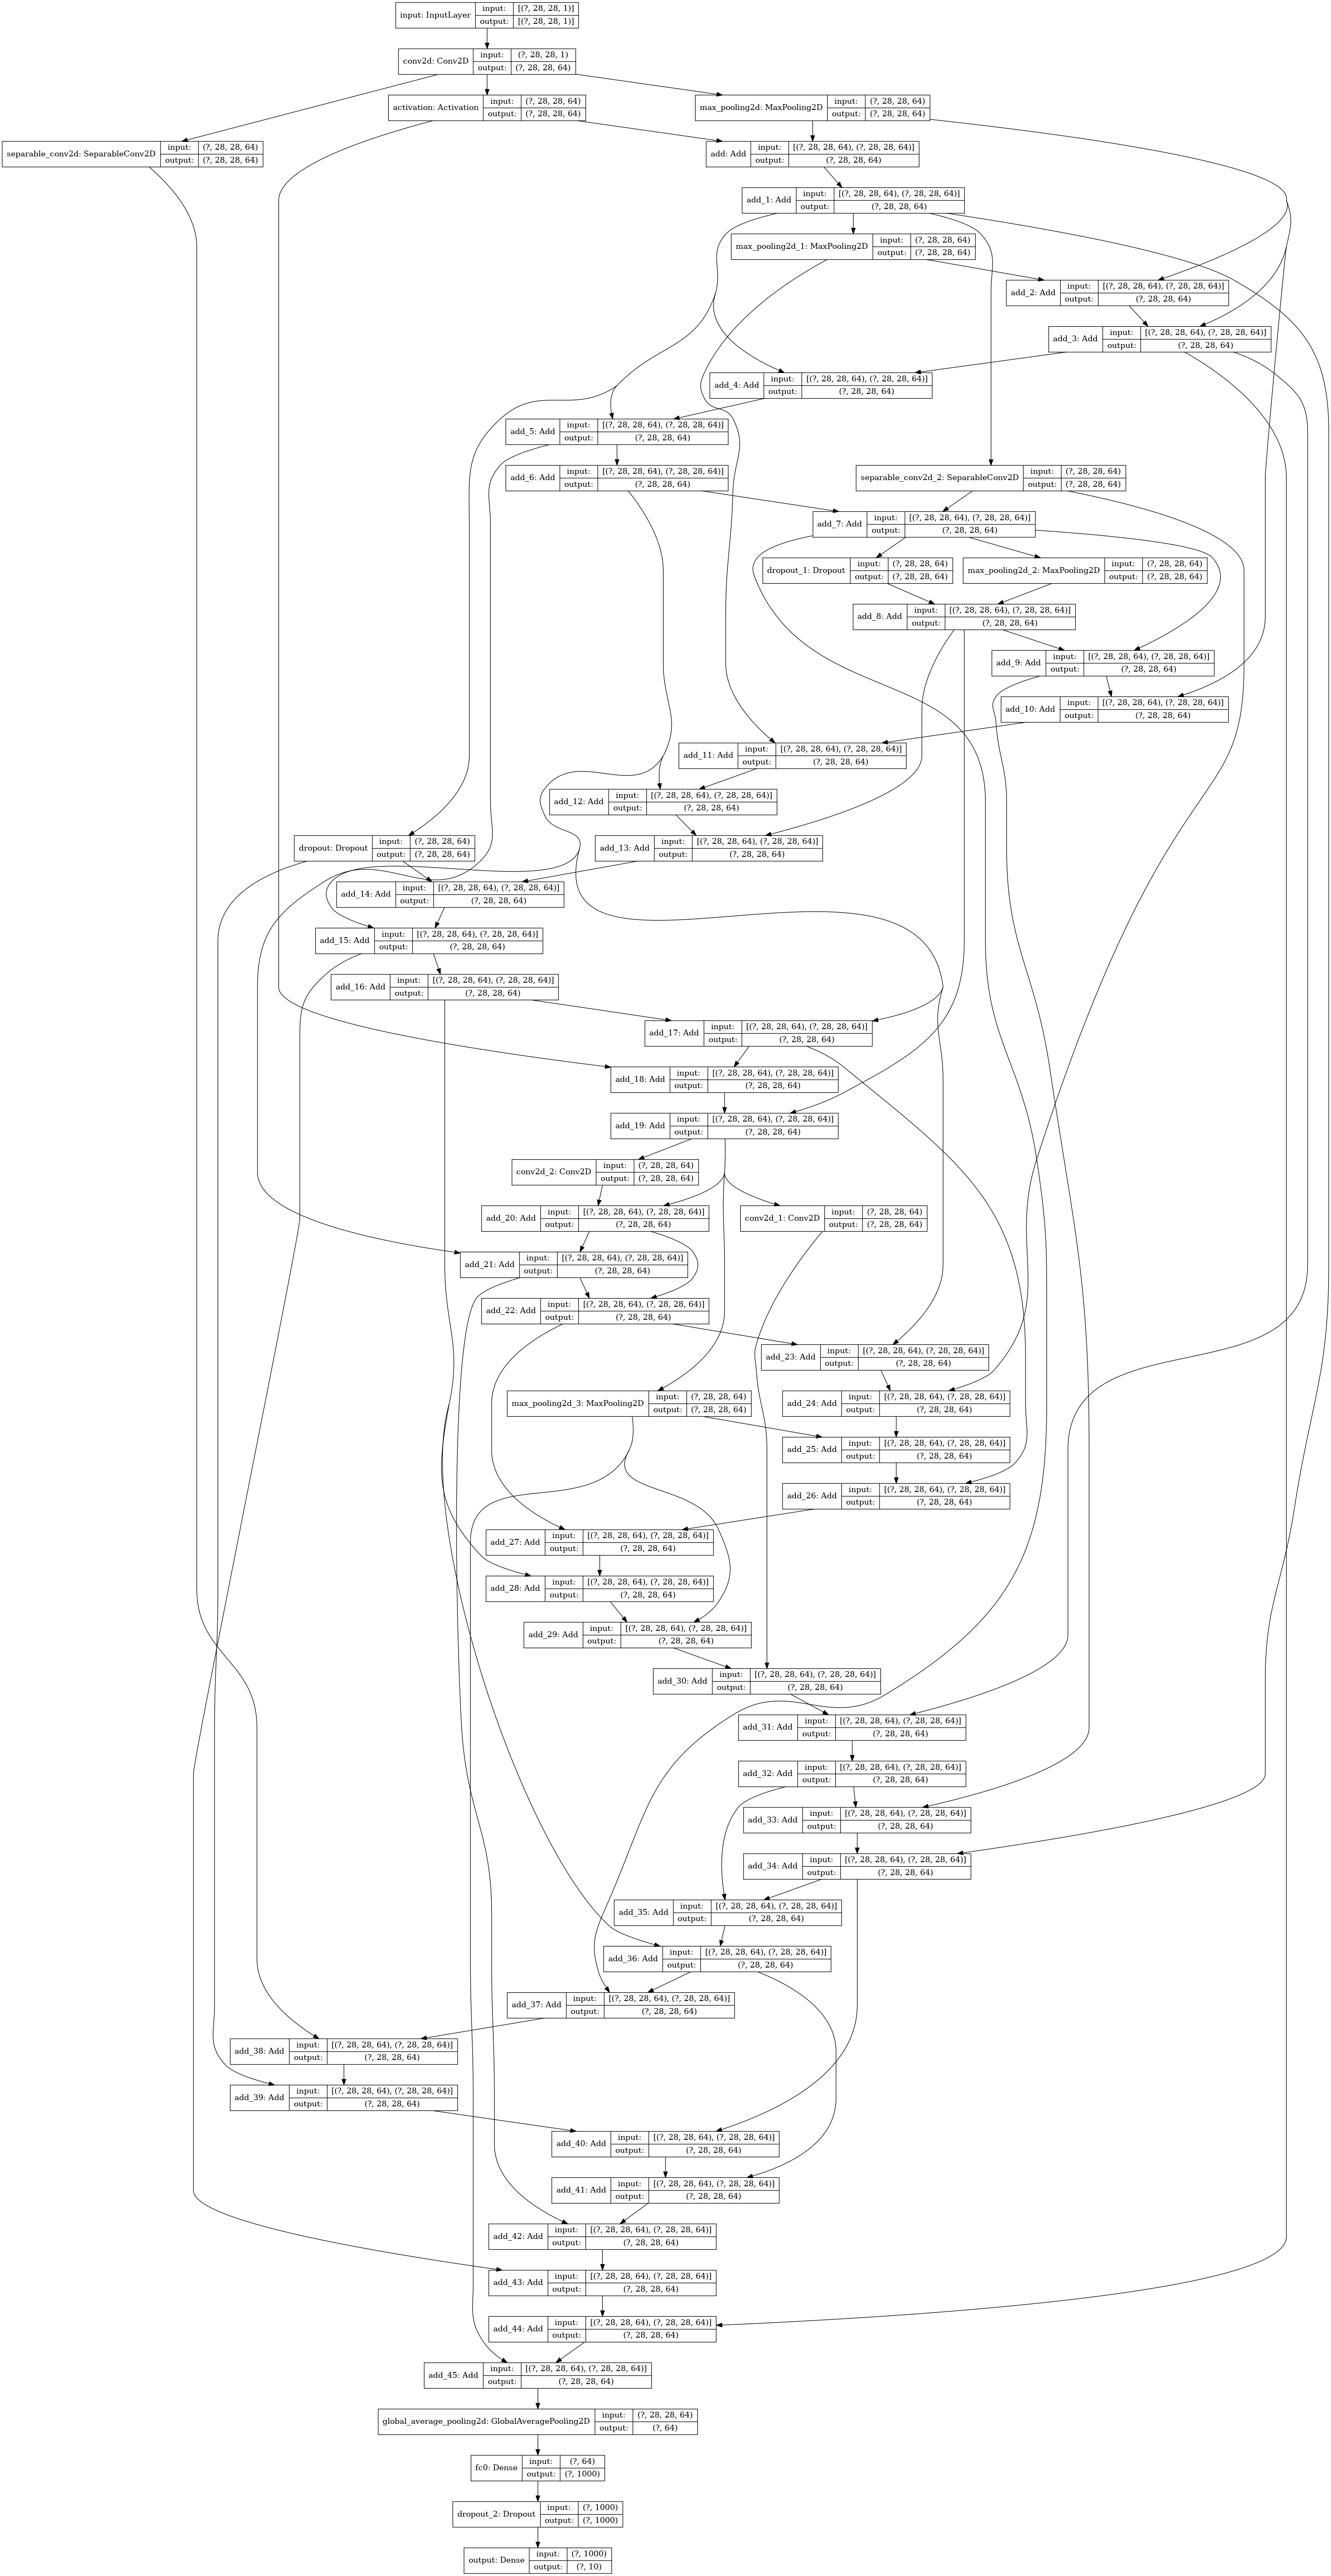 input: InputLayer input: [(?, 28, 28, 1)]
output: [(?, 28, 28, 1)]
conv2d: Conv2D input: (?, 28, 28, 1)
output: (?, 28, 28, 64)
activation: Activation input: (?, 28, 28, 64)
output: (?, 28, 28, 64)
max_pooling2d: MaxPooling2D input: (?, 28, 28, 64)
output: (?, 28, 28, 64)
separable_conv2d: SeparableConv2D input: (?, 28, 28, 64)
output: (?, 28, 28, 64)
add: Add input: [(?, 28, 28, 64), (?, 28, 28, 64)]
output: (?, 28, 28, 64)
add_1: Add input: [(?, 28, 28, 64), (?, 28, 28, 64)]
output: (?, 28, 28, 64)
max_pooling2d_1: MaxPooling2D input: (?, 28, 28, 64)
output: (?, 28, 28, 64)
add_2: Add input: [(?, 28, 28, 64), (?, 28, 28, 64)]
output: (?, 28, 28, 64)
add_3: Add input: [(?, 28, 28, 64), (?, 28, 28, 64)]
output: (?, 28, 28, 64)
add_4: Add input: [(?, 28, 28, 64), (?, 28, 28, 64)]
output: (?, 28, 28, 64)
add_5: Add input: [(?, 28, 28, 64), (?, 28, 28, 64)]
output: (?, 28, 28, 64)
add_6: Add input: [(?, 28, 28, 64), (?, 28, 28, 64)]
output: (?, 28, 28, 64)
separable_conv2d_2: SeparableConv2D input: (?, 28, 28, 64)
output: (?, 28, 28, 64)
add_7: Add input: [(?, 28, 28, 64), (?, 28, 28, 64)]
output: (?, 28, 28, 64)
dropout_1: Dropout input: (?, 28, 28, 64)
output: (?, 28, 28, 64)
max_pooling2d_2: MaxPooling2D input: (?, 28, 28, 64)
output: (?, 28, 28, 64)
add_8: Add input: [(?, 28, 28, 64), (?, 28, 28, 64)]
output: (?, 28, 28, 64)
add_9: Add input: [(?, 28, 28, 64), (?, 28, 28, 64)]
output: (?, 28, 28, 64)
add_10: Add input: [(?, 28, 28, 64), (?, 28, 28, 64)]
output: (?, 28, 28, 64)
add_11: Add input: [(?, 28, 28, 64), (?, 28, 28, 64)]
output: (?, 28, 28, 64)
add_12: Add input: [(?, 28, 28, 64), (?, 28, 28, 64)]
output: (?, 28, 28, 64)
dropout: Dropout input: (?, 28, 28, 64)
output: (?, 28, 28, 64)
add_13: Add input: [(?, 28, 28, 64), (?, 28, 28, 64)]
output: (?, 28, 28, 64)
add_14: Add input: [(?, 28, 28, 64), (?, 28, 28, 64)]
output: (?, 28, 28, 64)
add_15: Add input: [(?, 28, 28, 64), (?, 28, 28, 64)]
output: (?, 28, 28, 64)
add_16: Add input: [(?, 28, 28, 64), (?, 28, 28, 64)]
output: (?, 28, 28, 64)
add_17: Add input: [(?, 28, 28, 64), (?, 28, 28, 64)]
output: (?, 28, 28, 64)
add_18: Add input: [(?, 28, 28, 64), (?, 28, 28, 64)]
output: (?, 28, 28, 64)
add_19: Add input: [(?, 28, 28, 64), (?, 28, 28, 64)]
output: (?, 28, 28, 64)
conv2d_2: Conv2D input: (?, 28, 28, 64)
output: (?, 28, 28, 64)
add_20: Add input: [(?, 28, 28, 64), (?, 28, 28, 64)]
output: (?, 28, 28, 64)
conv2d_1: Conv2D input: (?, 28, 28, 64)
output: (?, 28, 28, 64)
add_21: Add input: [(?, 28, 28, 64), (?, 28, 28, 64)]
output: (?, 28, 28, 64)
add_22: Add input: [(?, 28, 28, 64), (?, 28, 28, 64)]
output: (?, 28, 28, 64)
add_23: Add input: [(?, 28, 28, 64), (?, 28, 28, 64)]
output: (?, 28, 28, 64)
max_pooling2d_3: MaxPooling2D input: (?, 28, 28, 64)
output: (?, 28, 28, 64)
add_24: Add input: [(?, 28, 28, 64), (?, 28, 28, 64)]
output: (?, 28, 28, 64)
add_25: Add input: [(?, 28, 28, 64), (?, 28, 28, 64)]
output: (?, 28, 28, 64)
add_26: Add input: [(?, 28, 28, 64), (?, 28, 28, 64)]
output: (?, 28, 28, 64)
add_27: Add input: [(?, 28, 28, 64), (?, 28, 28, 64)]
output: (?, 28, 28, 64)
add_28: Add input: [(?, 28, 28, 64), (?, 28, 28, 64)]
output: (?, 28, 28, 64)
add_29: Add input: [(?, 28, 28, 64), (?, 28, 28, 64)]
output: (?, 28, 28, 64)
add_30: Add input: [(?, 28, 28, 64), (?, 28, 28, 64)]
output: (?, 28, 28, 64)
add_31: Add input: [(?, 28, 28, 64), (?, 28, 28, 64)]
output: (?, 28, 28, 64)
add_32: Add input: [(?, 28, 28, 64), (?, 28, 28, 64)]
output: (?, 28, 28, 64)
add_33: Add input: [(?, 28, 28, 64), (?, 28, 28, 64)]
output: (?, 28, 28, 64)
add_34: Add input: [(?, 28, 28, 64), (?, 28, 28, 64)]
output: (?, 28, 28, 64)
add_35: Add input: [(?, 28, 28, 64), (?, 28, 28, 64)]
output: (?, 28, 28, 64)
add_36: Add input: [(?, 28, 28, 64), (?, 28, 28, 64)]
output: (?, 28, 28, 64)
add_37: Add input: [(?, 28, 28, 64), (?, 28, 28, 64)]
output: (?, 28, 28, 64)
add_38: Add input: [(?, 28, 28, 64), (?, 28, 28, 64)]
output: (?, 28, 28, 64)
add_39: Add input: [(?, 28, 28, 64), (?, 28, 28, 64)]
output: (?, 28, 28, 64)
add_40: Add input: [(?, 28, 28, 64), (?, 28, 28, 64)]
output: (?, 28, 28, 64)
add_41: Add input: [(?, 28, 28, 64), (?, 28, 28, 64)]
output: (?, 28, 28, 64)
add_42: Add input: [(?, 28, 28, 64), (?, 28, 28, 64)]
output: (?, 28, 28, 64)
add_43: Add input: [(?, 28, 28, 64), (?, 28, 28, 64)]
output: (?, 28, 28, 64)
add_44: Add input: [(?, 28, 28, 64), (?, 28, 28, 64)]
output: (?, 28, 28, 64)
add_45: Add input: [(?, 28, 28, 64), (?, 28, 28, 64)]
output: (?, 28, 28, 64)
global_average_pooling2d: GlobalAveragePooling2D input: (?, 28, 28, 64)
output: (?, 64)
fc0: Dense input: (?, 64)
output: (?, 1000)
dropout_2: Dropout input: (?, 1000)
output: (?, 1000)
output: Dense input: (?, 1000)
output: (?, 10)